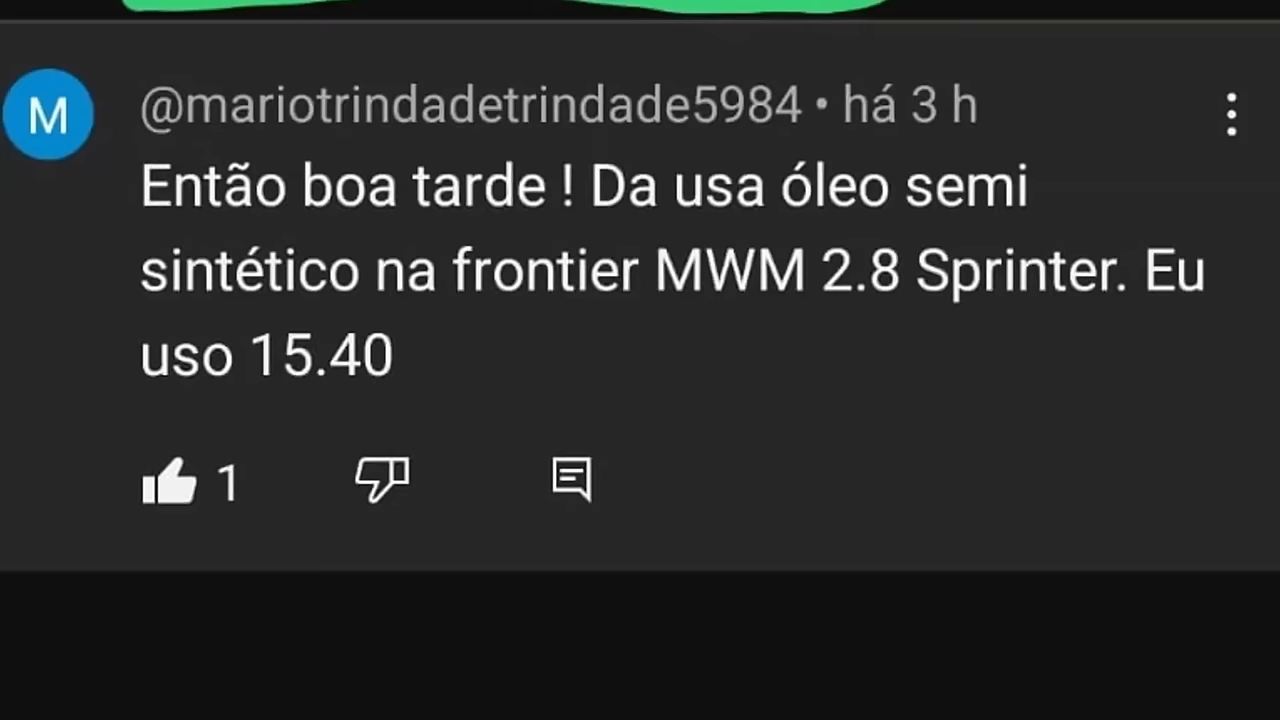 M
@mariotrindadetrindade5984 • há 3 h
Então boa tarde ! Da usa óleo semi
sintético na frontier MWM 2.8 Sprinter. Eu
uso 15.40
1